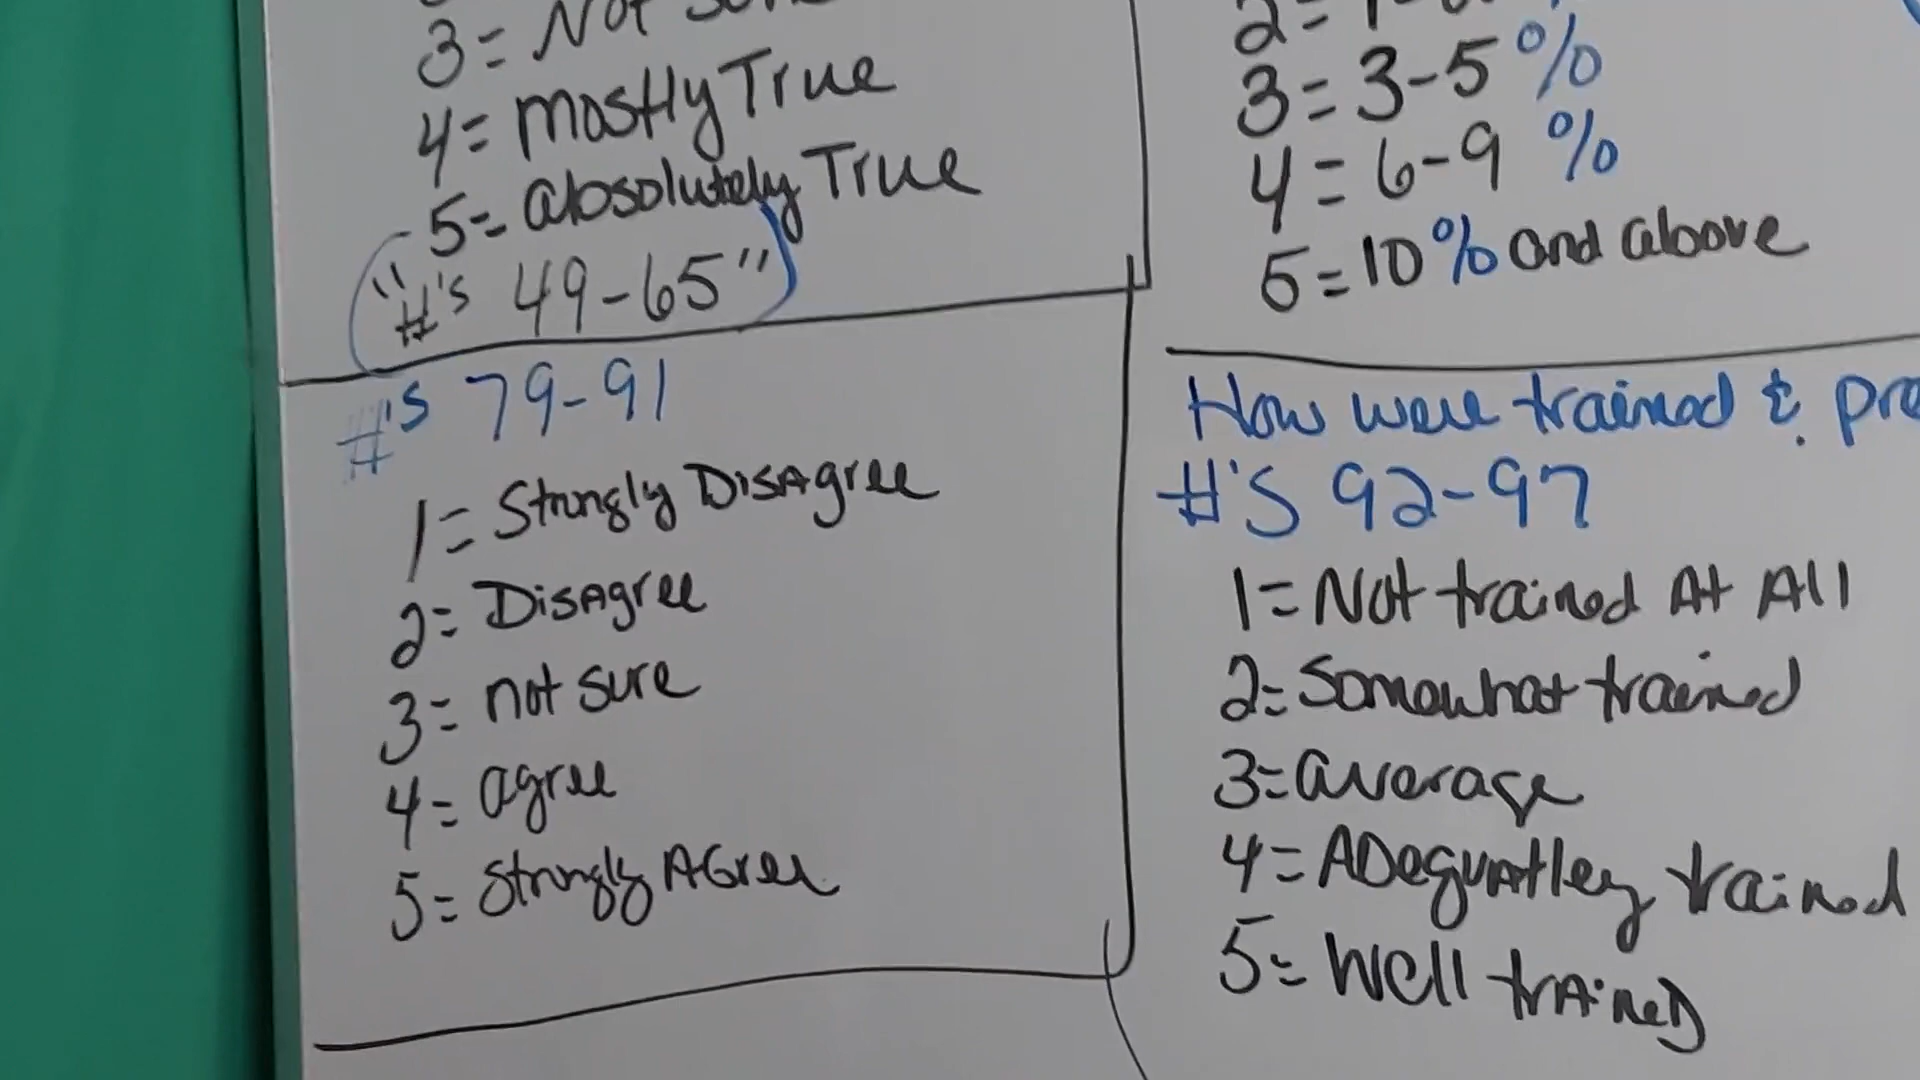 3= Not
4= mostly True
5= absolutely True
"#'s 49-65"
2=
3= 3-5%
4= 6-9 %
5=10% and above
#'s 79-91
1= Strongly DisAgree
2= DisAgree
3= not sure
4= agree
5= Strongly AGree
How were trained &
#'S 92-97
1= Not trained At All
2= Somewhat trained
3= average
4= ADequAtley trained
5= Well trAineD